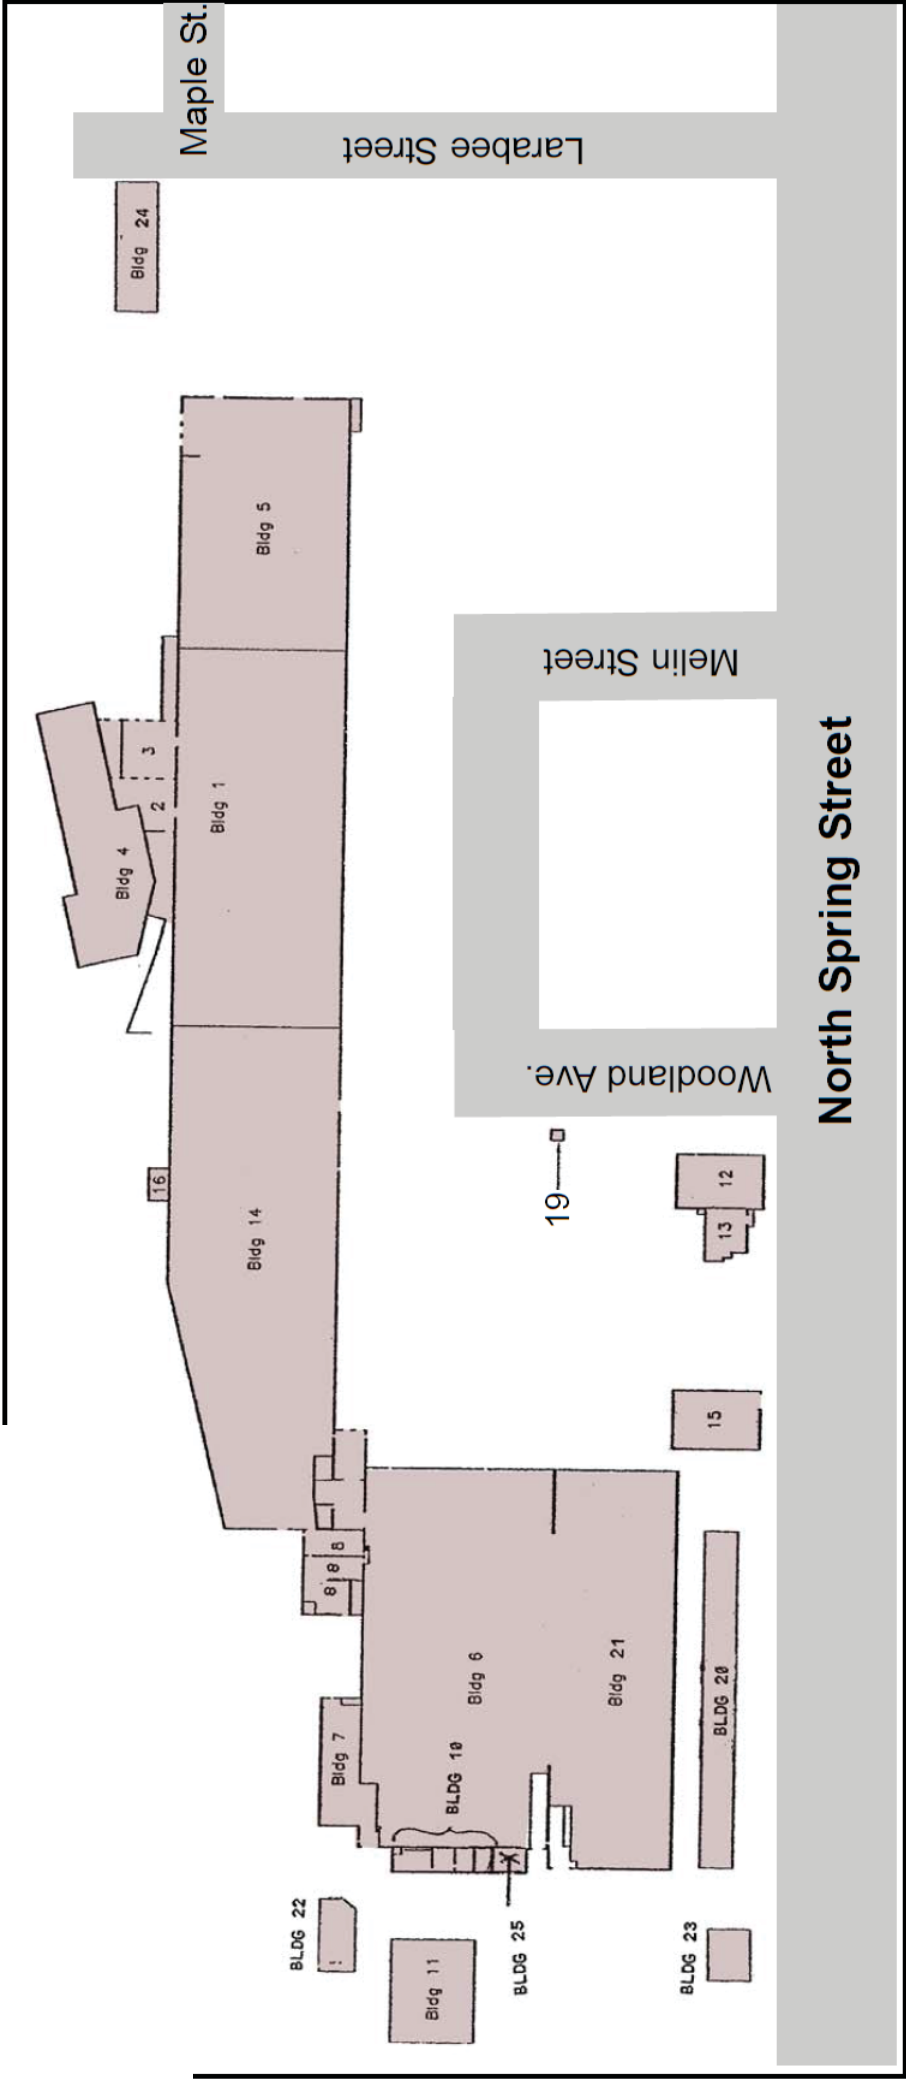 Maple St.
Larabee Street
Bldg 24
Bldg 5
Melin Street
3
2
Bldg 1
Bldg 4
North Spring Street
Woodland Ave.
19
16
12
13
Bldg 14
15
8
8
8
Bldg 6
Bldg 21
BLDG 20
Bldg 7
BLDG 10
BLDG 22
BLDG 25
BLDG 23
Bldg 11